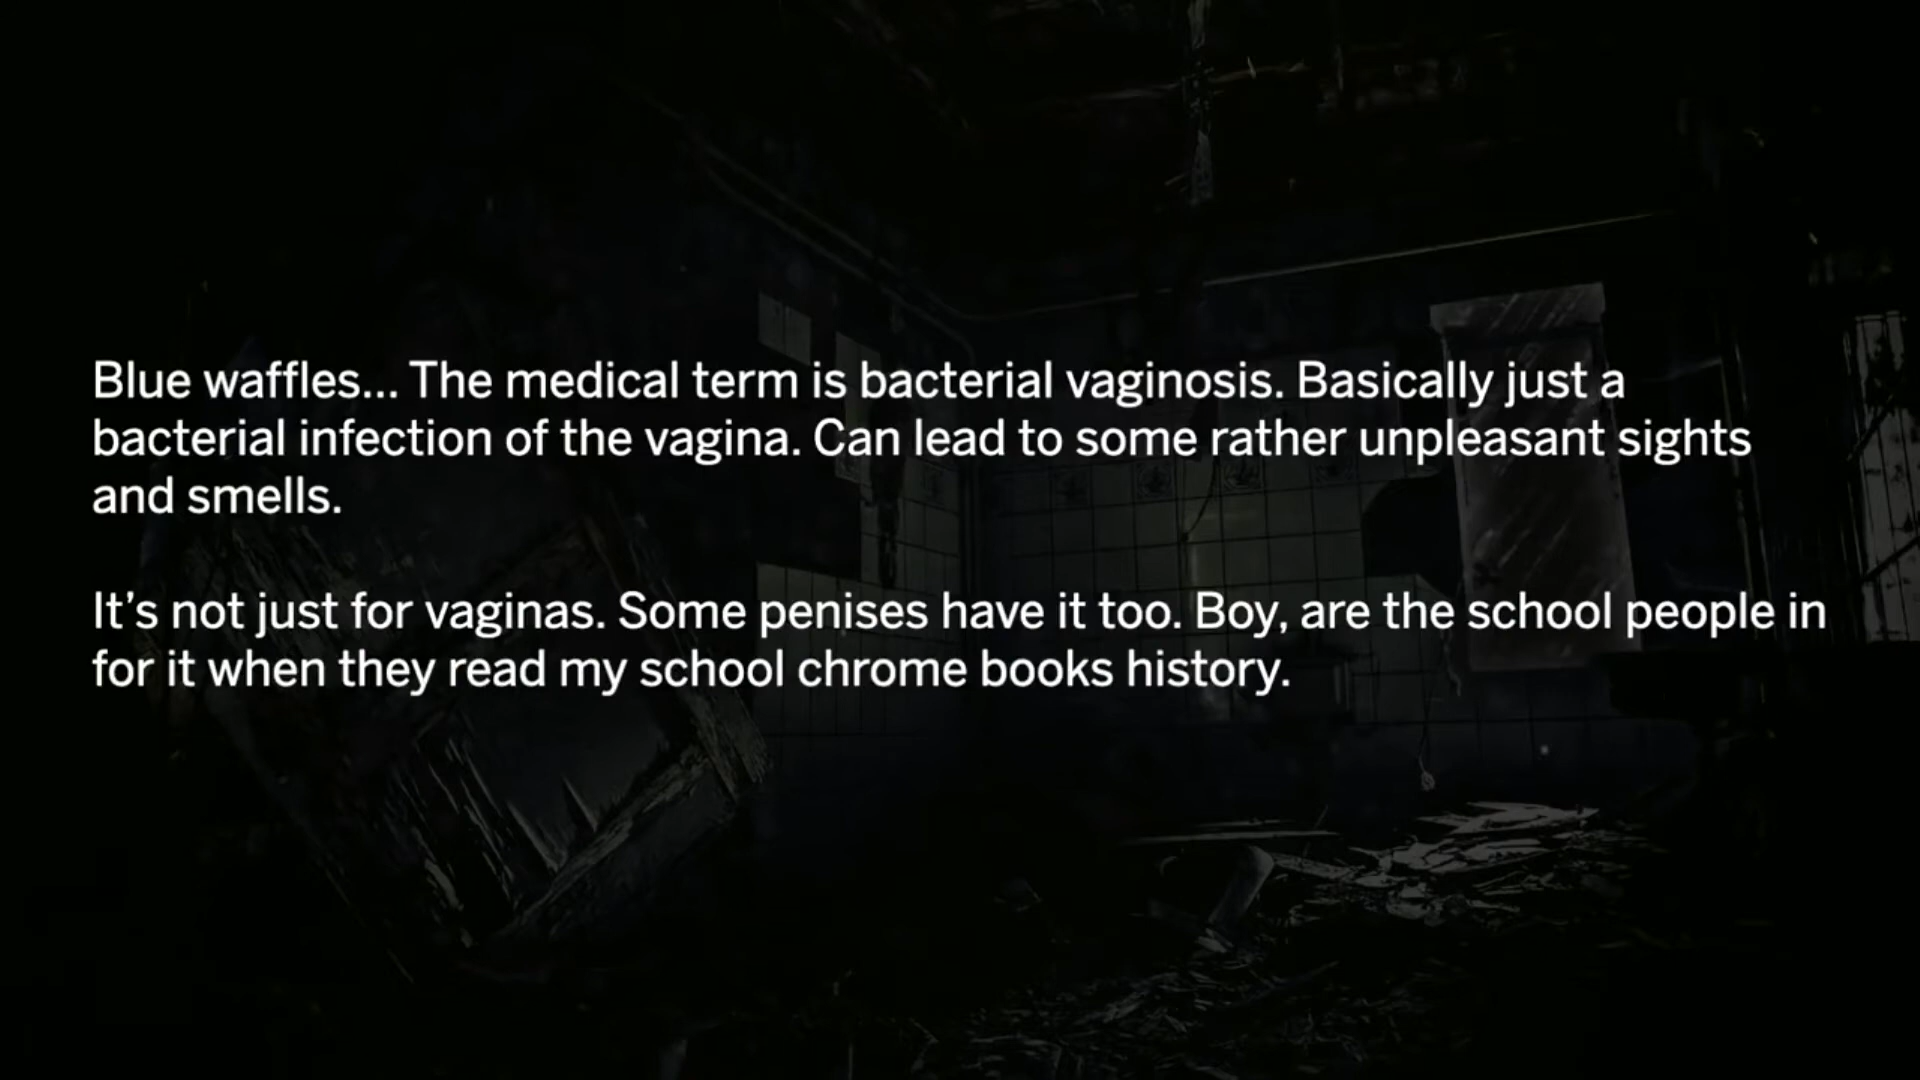 Blue waffles... The medical term is bacterial vaginosis. Basically just a
bacterial infection of the vagina. Can lead to some rather unpleasant sights
and smells.
It’s not just for vaginas. Some penises have it too. Boy, are the school people in
for it when they read my school chrome books history.